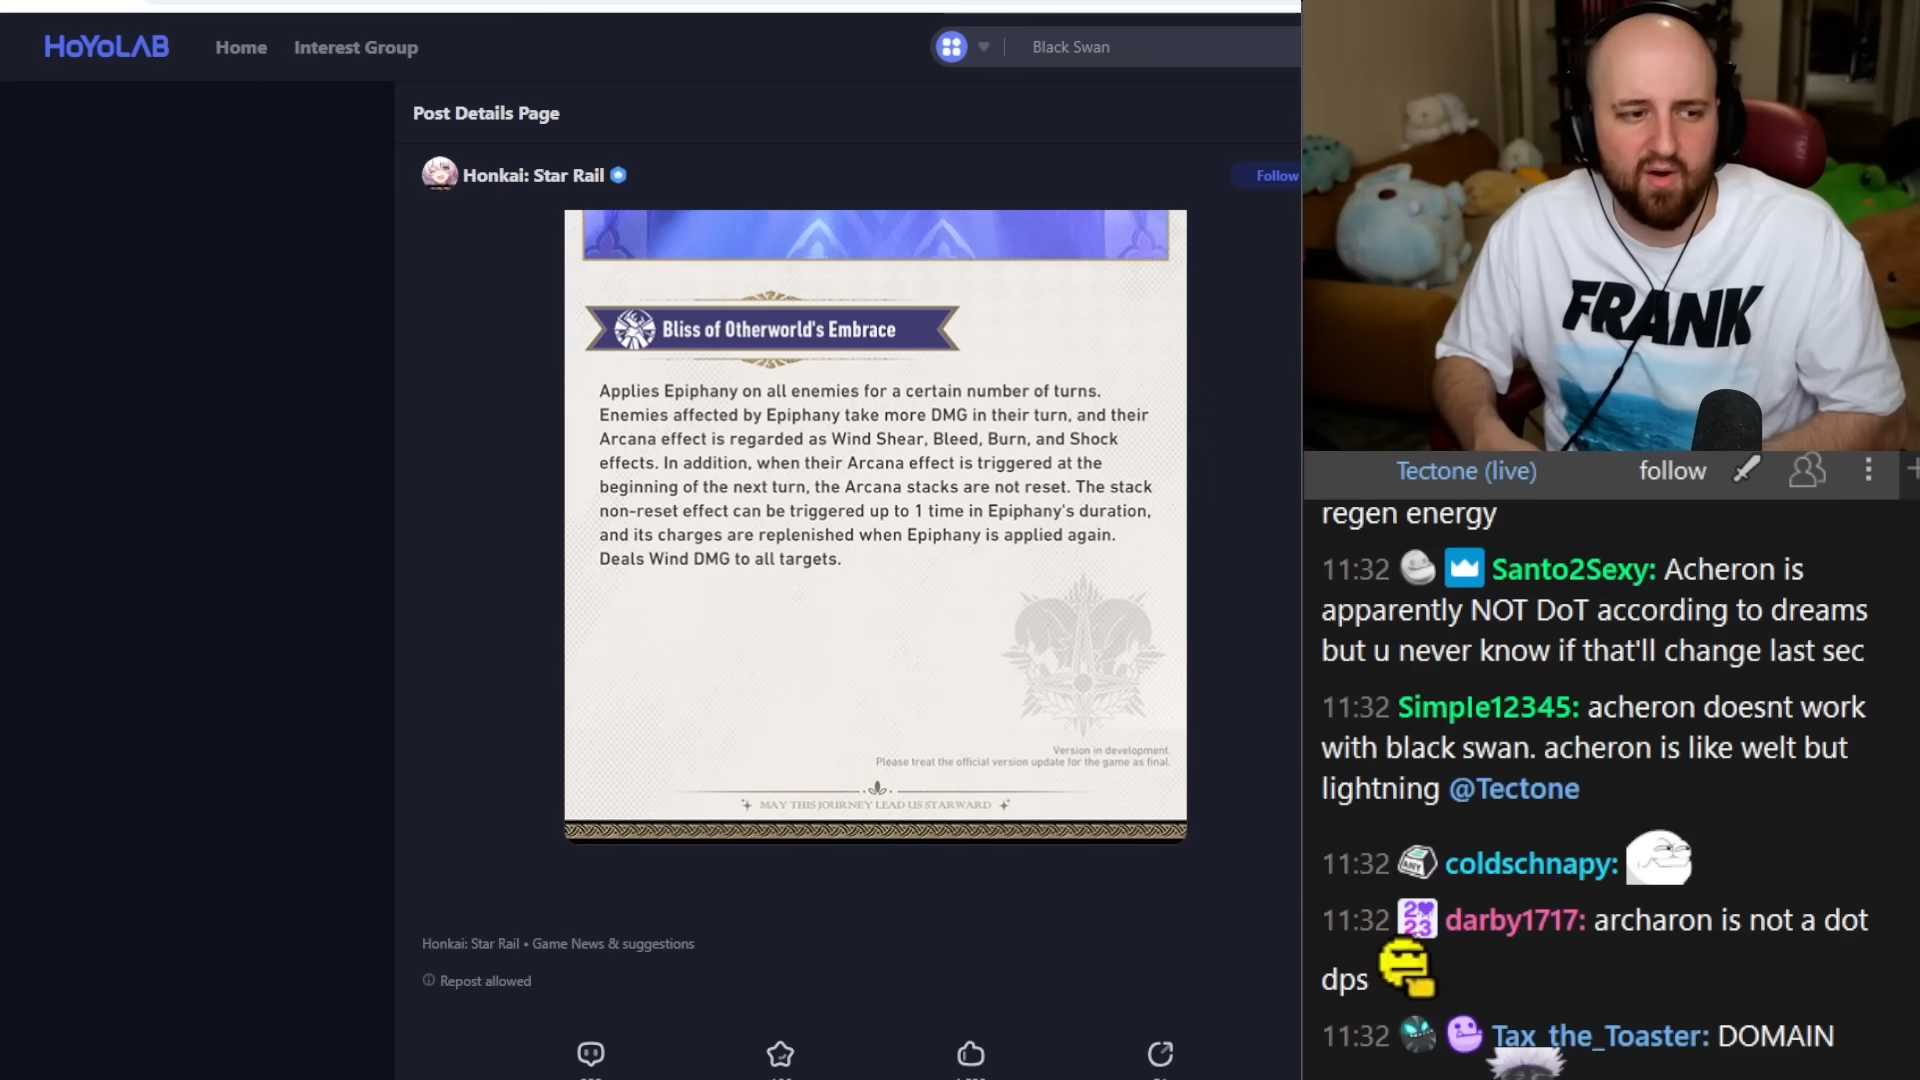 HoYoLAB
Home
Interest Group
Black Swan
Post Details Page
Honkai: Star Rail
Follow
Bliss of Otherworld's Embrace
Applies Epiphany on all enemies for a certain number of turns.
Enemies affected by Epiphany take more DMG in their turn, and their
Arcana effect is regarded as Wind Shear, Bleed, Burn, and Shock
effects. In addition, when their Arcana effect is triggered at the
beginning of the next turn, the Arcana stacks are not reset. The stack
non-reset effect can be triggered up to 1 time in Epiphany's duration,
and its charges are replenished when Epiphany is applied again.
Deals Wind DMG to all targets.
Version in development.
Please treat the official version update for the game as final.
MAY THIS JOURNEY LEAD US STARWARD
Honkai: Star Rail • Game News & suggestions
Repost allowed
FRANK
Tectone (live)
follow
regen energy
11:32 Santo2Sexy: Acheron is
apparently NOT DoT according to dreams
but u never know if that'll change last sec
11:32 Simple12345: acheron doesnt work
with black swan. acheron is like welt but
lightning @Tectone
11:32 ANY coldschnapy:
11:32 2023 darby1717: archaron is not a dot
dps
11:32 Tax_the_Toaster: DOMAIN